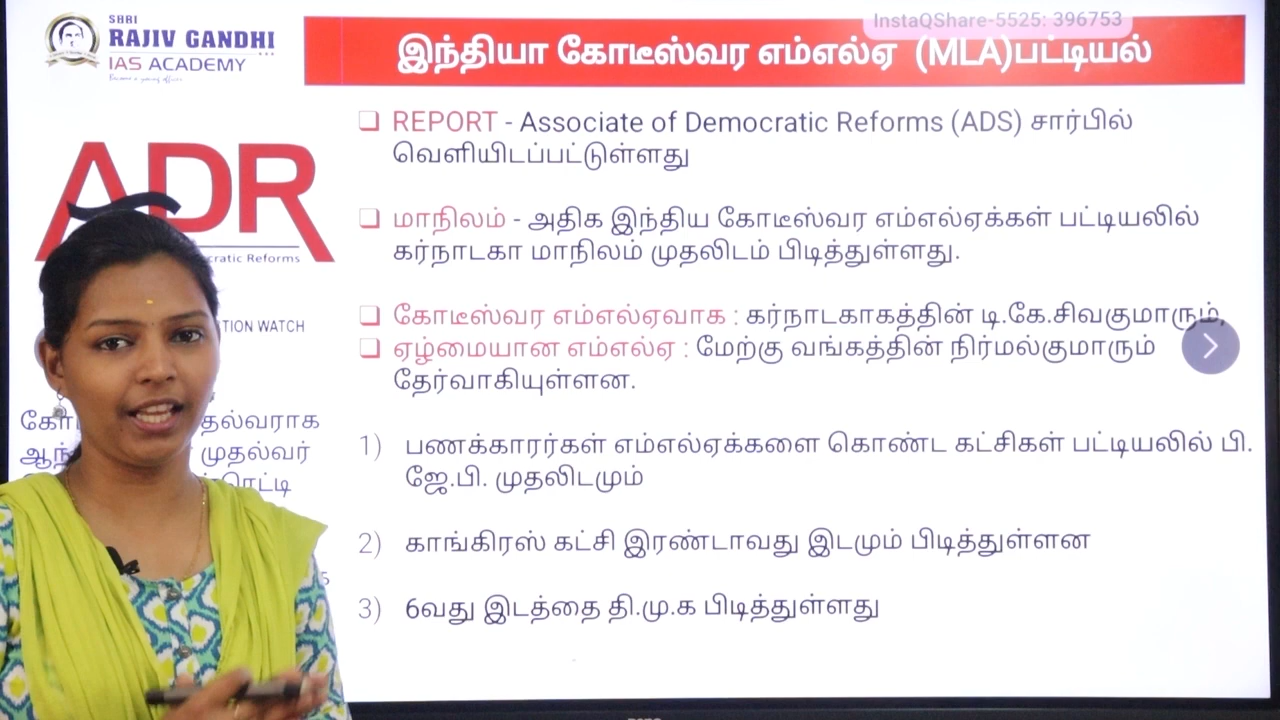 SHRI
RAJIV GANDHI
IAS ACADEMY
InstaQShare-5525: 396753
இந்தியா கோடீஸ்வர எம்எல்ஏ (MLA)பட்டியல்
REPORT - Associate of Democratic Reforms (ADS) சார்பில்
வெளியிடப்பட்டுள்ளது
ADR
Reforms
மாநிலம் - அதிக இந்திய கோடீஸ்வர எம்எல்ஏக்கள் பட்டியலில்
கர்நாடகா மாநிலம் முதலிடம் பிடித்துள்ளது.
WATCH
கோடீஸ்வர எம்எல்ஏவாக : கர்நாடகாகத்தின் டி.கே.சிவகுமாரும்,
ஏழ்மையான எம்எல்ஏ : மேற்கு வங்கத்தின் நிர்மல்குமாரும்
தேர்வாகியுள்ளன.
முதல்வர்
1) பணக்காரர்கள் எம்எல்ஏக்களை கொண்ட கட்சிகள் பட்டியலில் பி.
ஜே.பி. முதலிடமும்
2) காங்கிரஸ் கட்சி இரண்டாவது இடமும் பிடித்துள்ளன
3) 6வது இடத்தை தி.மு.க பிடித்துள்ளது